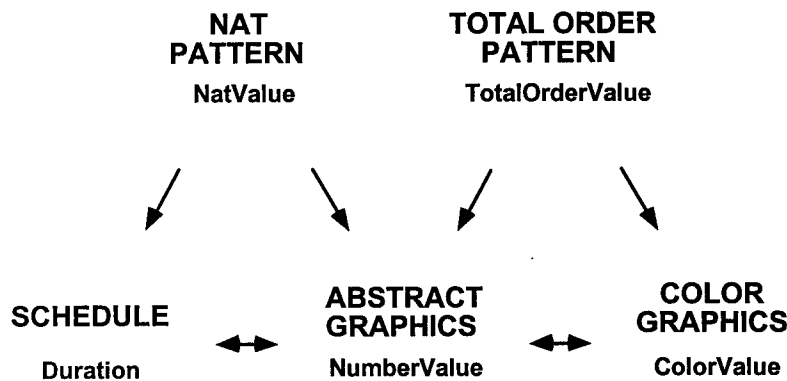 NAT
PATTERN
NatValue
TOTAL ORDER
PATTERN
TotalOrderValue
SCHEDULE
Duration
ABSTRACT
GRAPHICS
NumberValue
COLOR
GRAPHICS
ColorValue